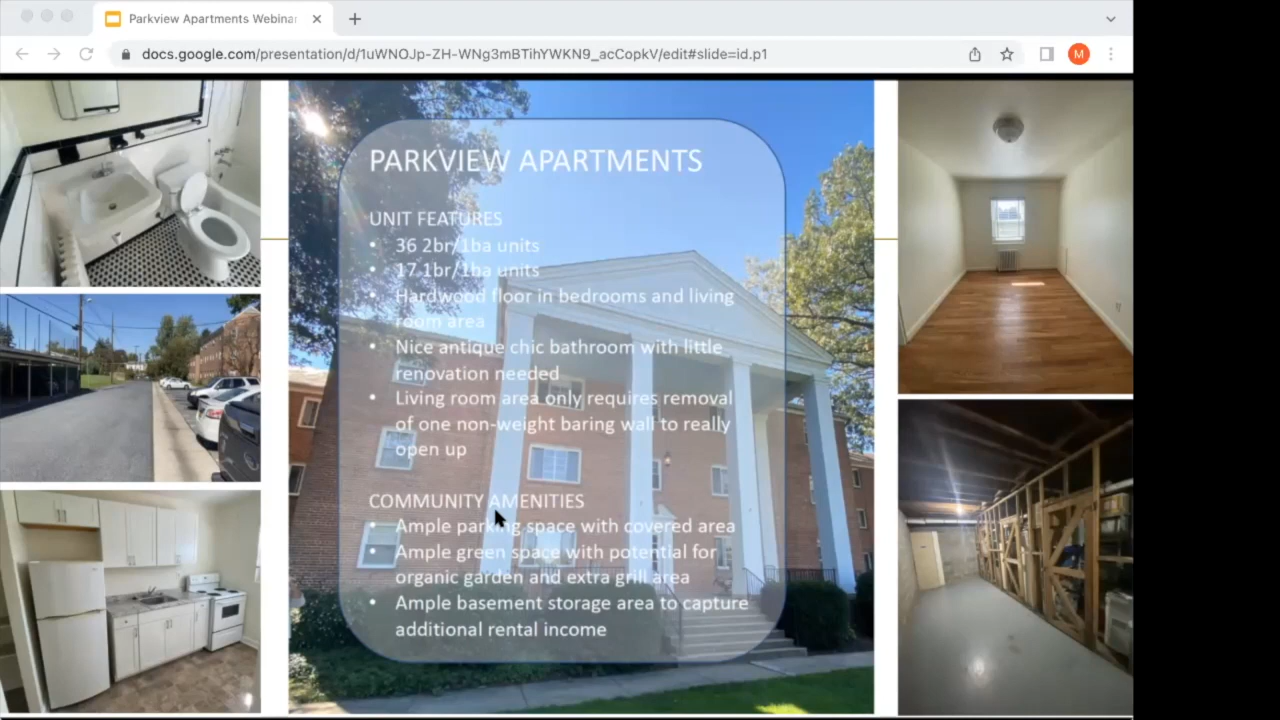 Parkview Apartments Webinar
docs.google.com/presentation/d/1uWNOJp-ZH-WNg3mBTihYWKN9_acCopkV/edit#slide=id.p1
M
PARKVIEW APARTMENTS
UNIT FEATURES
• 36 2br/1ba units
• 17 1br/1ba units
• Hardwood floor in bedrooms and living
room area
• Nice antique chic bathroom with little
renovation needed
• Living room area only requires removal
of one non-weight baring wall to really
open up
COMMUNITY AMENITIES
• Ample parking space with covered area
• Ample green space with potential for
organic garden and extra grill area
• Ample basement storage area to capture
additional rental income